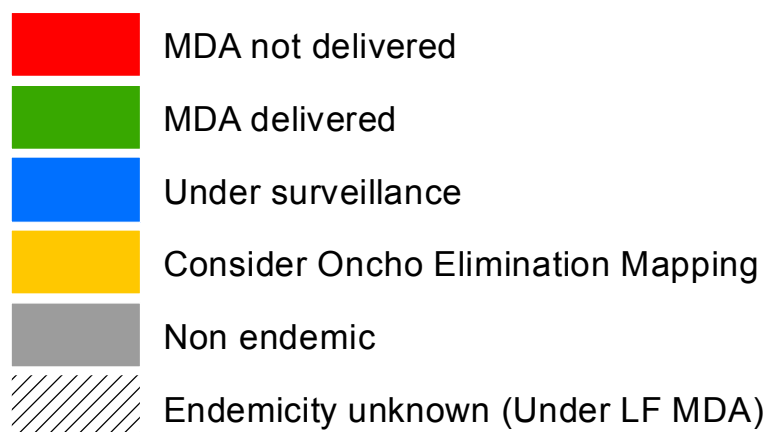 MDA not delivered
MDA delivered
Under surveillance
Consider Oncho Elimination Mapping
Non endemic
Endemicity unknown (Under LF MDA)